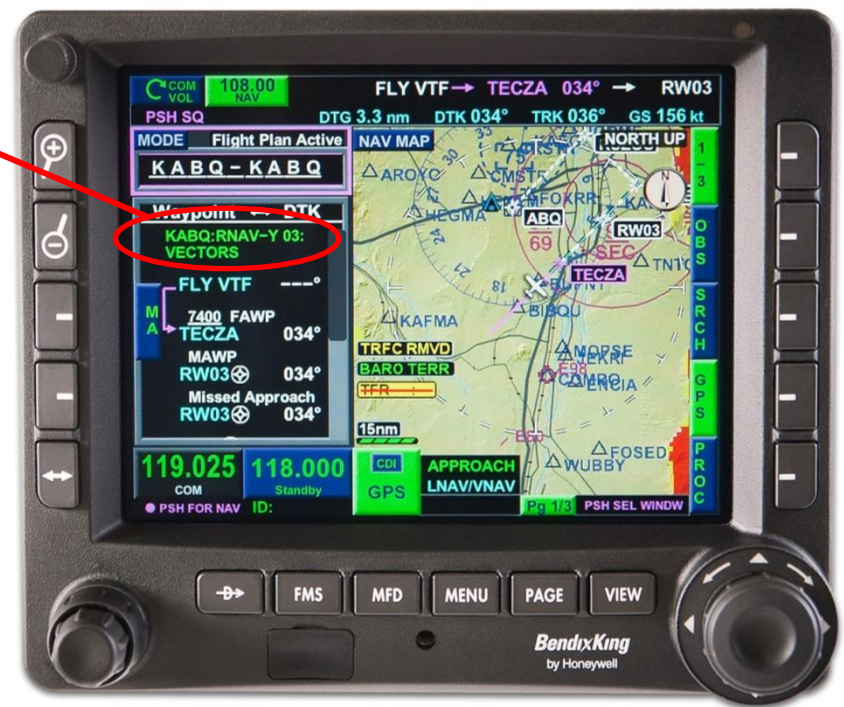 COM
VOL
108.00
NAV
FLY VTF→ TECZA 034° → RW03
PSH SQ
DTG 3.3 nm DTK 034° TRK 036° GS 156 kt
MODE Flight Plan Active
KABQ-KABQ
Waypoint ↔ DTK
KABQ:RNAV-Y 03:
VECTORS
FLY VTF ---°
7400 FAWP
TECZA 034°
MAWP
RW03 034°
Missed Approach
RW03 034°
M
A
NAV MAP
NORTH UP
N
33
30
24
21
18
AROYO
HEGMA
ABQ
69
RW03
SEC
TECZA
BIBQU
KAFMA
E98
FOSED
WUBBY
TRFC RMVD
BARO TERR
TFR
15nm
1-3
OBS
SRCH
GPS
PROC
119.025
COM
118.000
Standby
PSH FOR NAV ID:
CDI
GPS
APPROACH
LNAV/VNAV
Pg 1/3
PSH SEL WINDW
D
FMS
MFD
MENU
PAGE
VIEW
BendixKing
by Honeywell